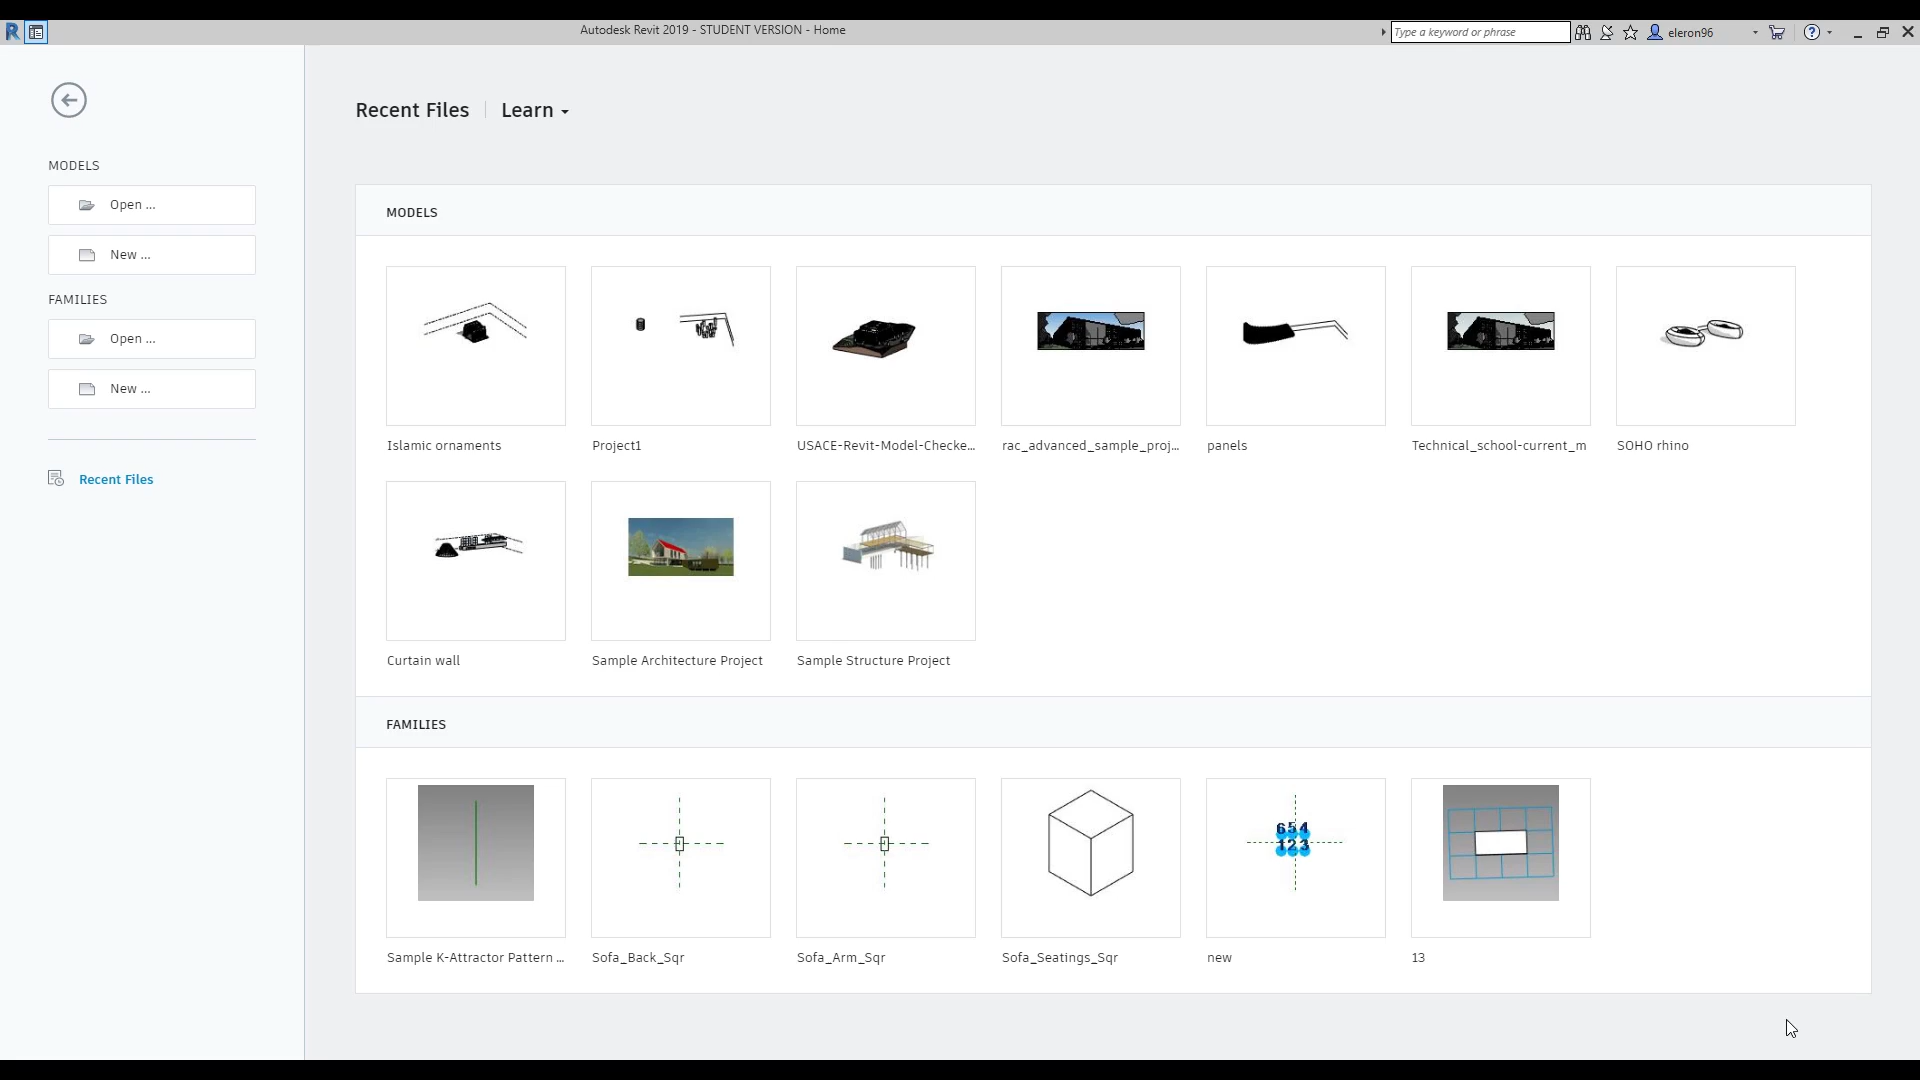 Autodesk Revit 2019 - STUDENT VERSION - Home
Type a keyword or phrase
eleron96
Recent Files
Learn
MODELS
Open ...
New ...
FAMILIES
Open ...
New ...
Recent Files
MODELS
Islamic ornaments
Project1
USACE-Revit-Model-Checke...
rac_advanced_sample_proj...
panels
Technical_school-current_m
SOHO rhino
Curtain wall
Sample Architecture Project
Sample Structure Project
FAMILIES
654
123
Sample K-Attractor Pattern ...
Sofa_Back_Sqr
Sofa_Arm_Sqr
Sofa_Seatings_Sqr
new
13